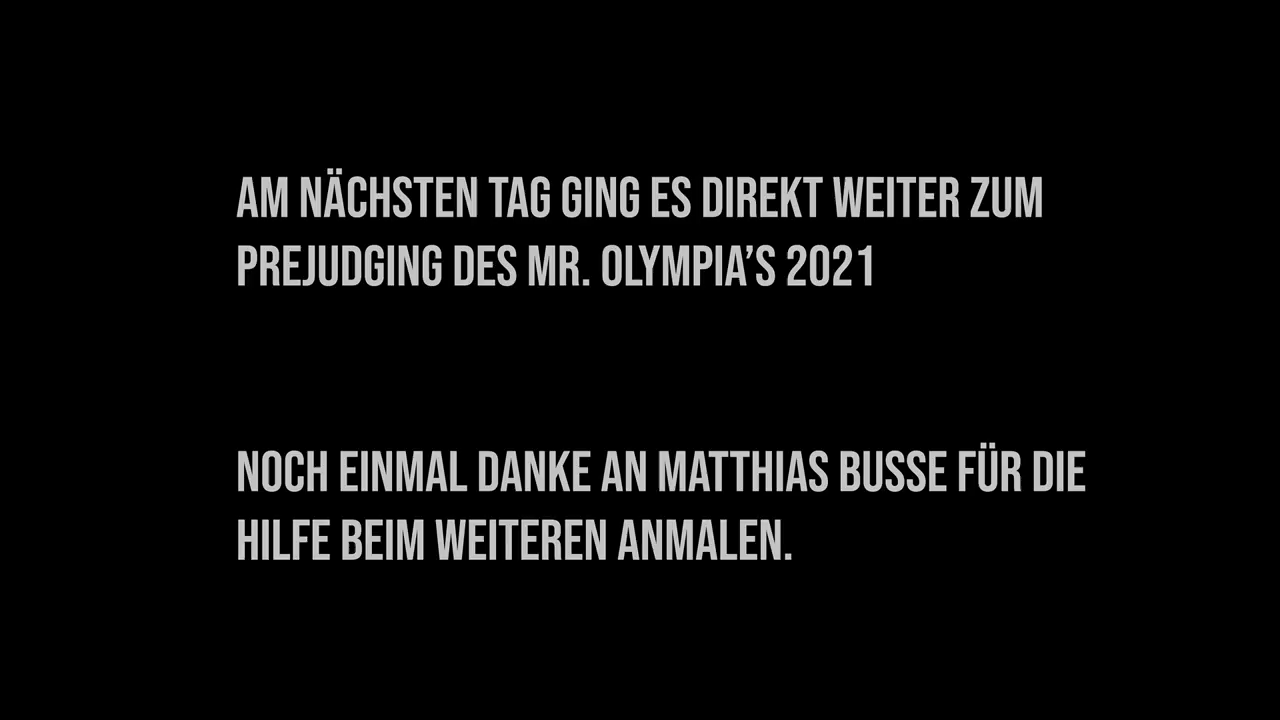 AM NÄCHSTEN TAG GING ES DIREKT WEITER ZUM
PREJUDGING DES MR. OLYMPIA’S 2021
NOCH EINMAL DANKE AN MATTHIAS BUSSE FÜR DIE
HILFE BEIM WEITEREN ANMALEN.